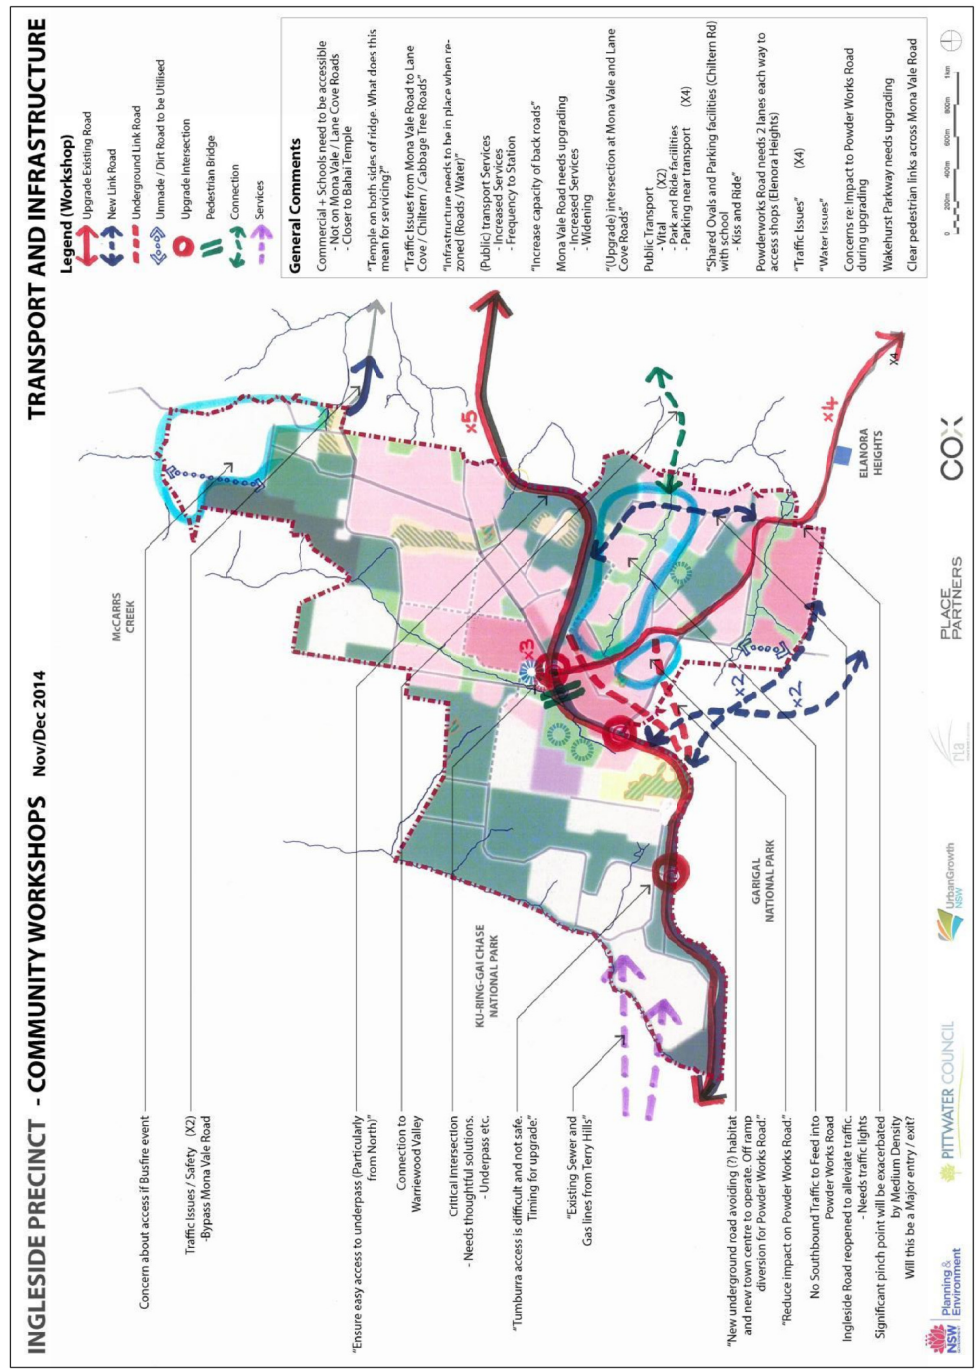 INGLESIDE PRECINCT - COMMUNITY WORKSHOPS Nov/Dec 2014
TRANSPORT AND INFRASTRUCTURE
Legend (Workshop)
Upgrade Existing Road
New Link Road
Underground Link Road
Unmade / Dirt Road to be Utilised
Upgrade Intersection
Pedestrian Bridge
Connection
Services
General Comments
Commercial + Schools need to be accessible
- Not on Mona Vale / Lane Cove Roads
- Closer to Bahai Temple
"Temple on both sides of ridge. What does this
mean for servicing?"
"Traffic Issues from Mona Vale Road to Lane
Cove / Chiltern / Cabbage Tree Roads"
"Infrastructure needs to be in place when re-
zoned (Roads / Water)"
(Public) transport Services
- Increased Services
- Frequency to Station
"Increase capacity of back roads"
Mona Vale Road needs upgrading
- Increased Services
- Widening
"(Upgrade) intersection at Mona Vale and Lane
Cove Roads"
Public Transport
- Vital (X2)
- Park and Ride faciilities
- Parking near transport (X4)
"Shared Ovals and Parking facilities (Chiltern Rd)
with school
- Kiss and Ride"
Powderworks Road needs 2 lanes each way to
access shops (Elenora Heights)
"Traffic Issues" (X4)
"Water Issues"
Concerns re: Impact to Powder Works Road
during upgrading
Wakehurst Parkway needs upgrading
Clear pedestrian links across Mona Vale Road
0 200m 400m 600m 800m 1km
Concern about access if Busfire event
Traffic Issues / Safety (X2)
-Bypass Mona Vale Road
"Ensure easy access to underpass (Particularly
from North)"
Connection to
Warriewood Valley
Critical Intersection
- Needs thoughtful solutions.
- Underpass etc.
"Tumburra access is difficult and not safe.
Timing for upgrade."
"Existing Sewer and
Gas lines from Terry Hills"
"New underground road avoiding (?) habitat
and new town centre to operate. Off ramp
diversion for Powder Works Road."
"Reduce impact on Powder Works Road."
No Southbound Traffic to Feed into
Powder Works Road
Ingleside Road reopened to alleviate traffic.
- Needs traffic lights
Significant pinch point will be exacerbated
by Medium Density
Will this be a Major entry / exit?
McCARRS
CREEK
KU-RING-GAI CHASE
NATIONAL PARK
GARIGAL
NATIONAL PARK
ELANORA
HEIGHTS
x5
x3
x4
X4
x2
x2
NSW
Planning &
Environment
PITTWATER COUNCIL
UrbanGrowth
NSW
rla
PLACE
PARTNERS
COX